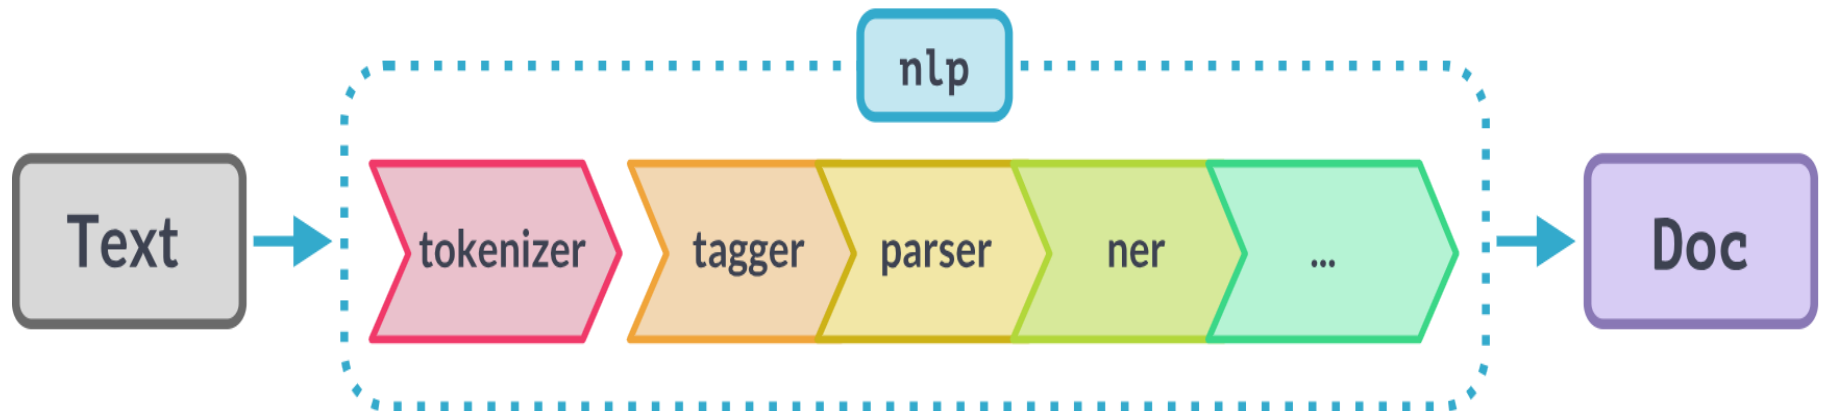 nlp
Text
tokenizer
tagger
parser
ner
...
Doc